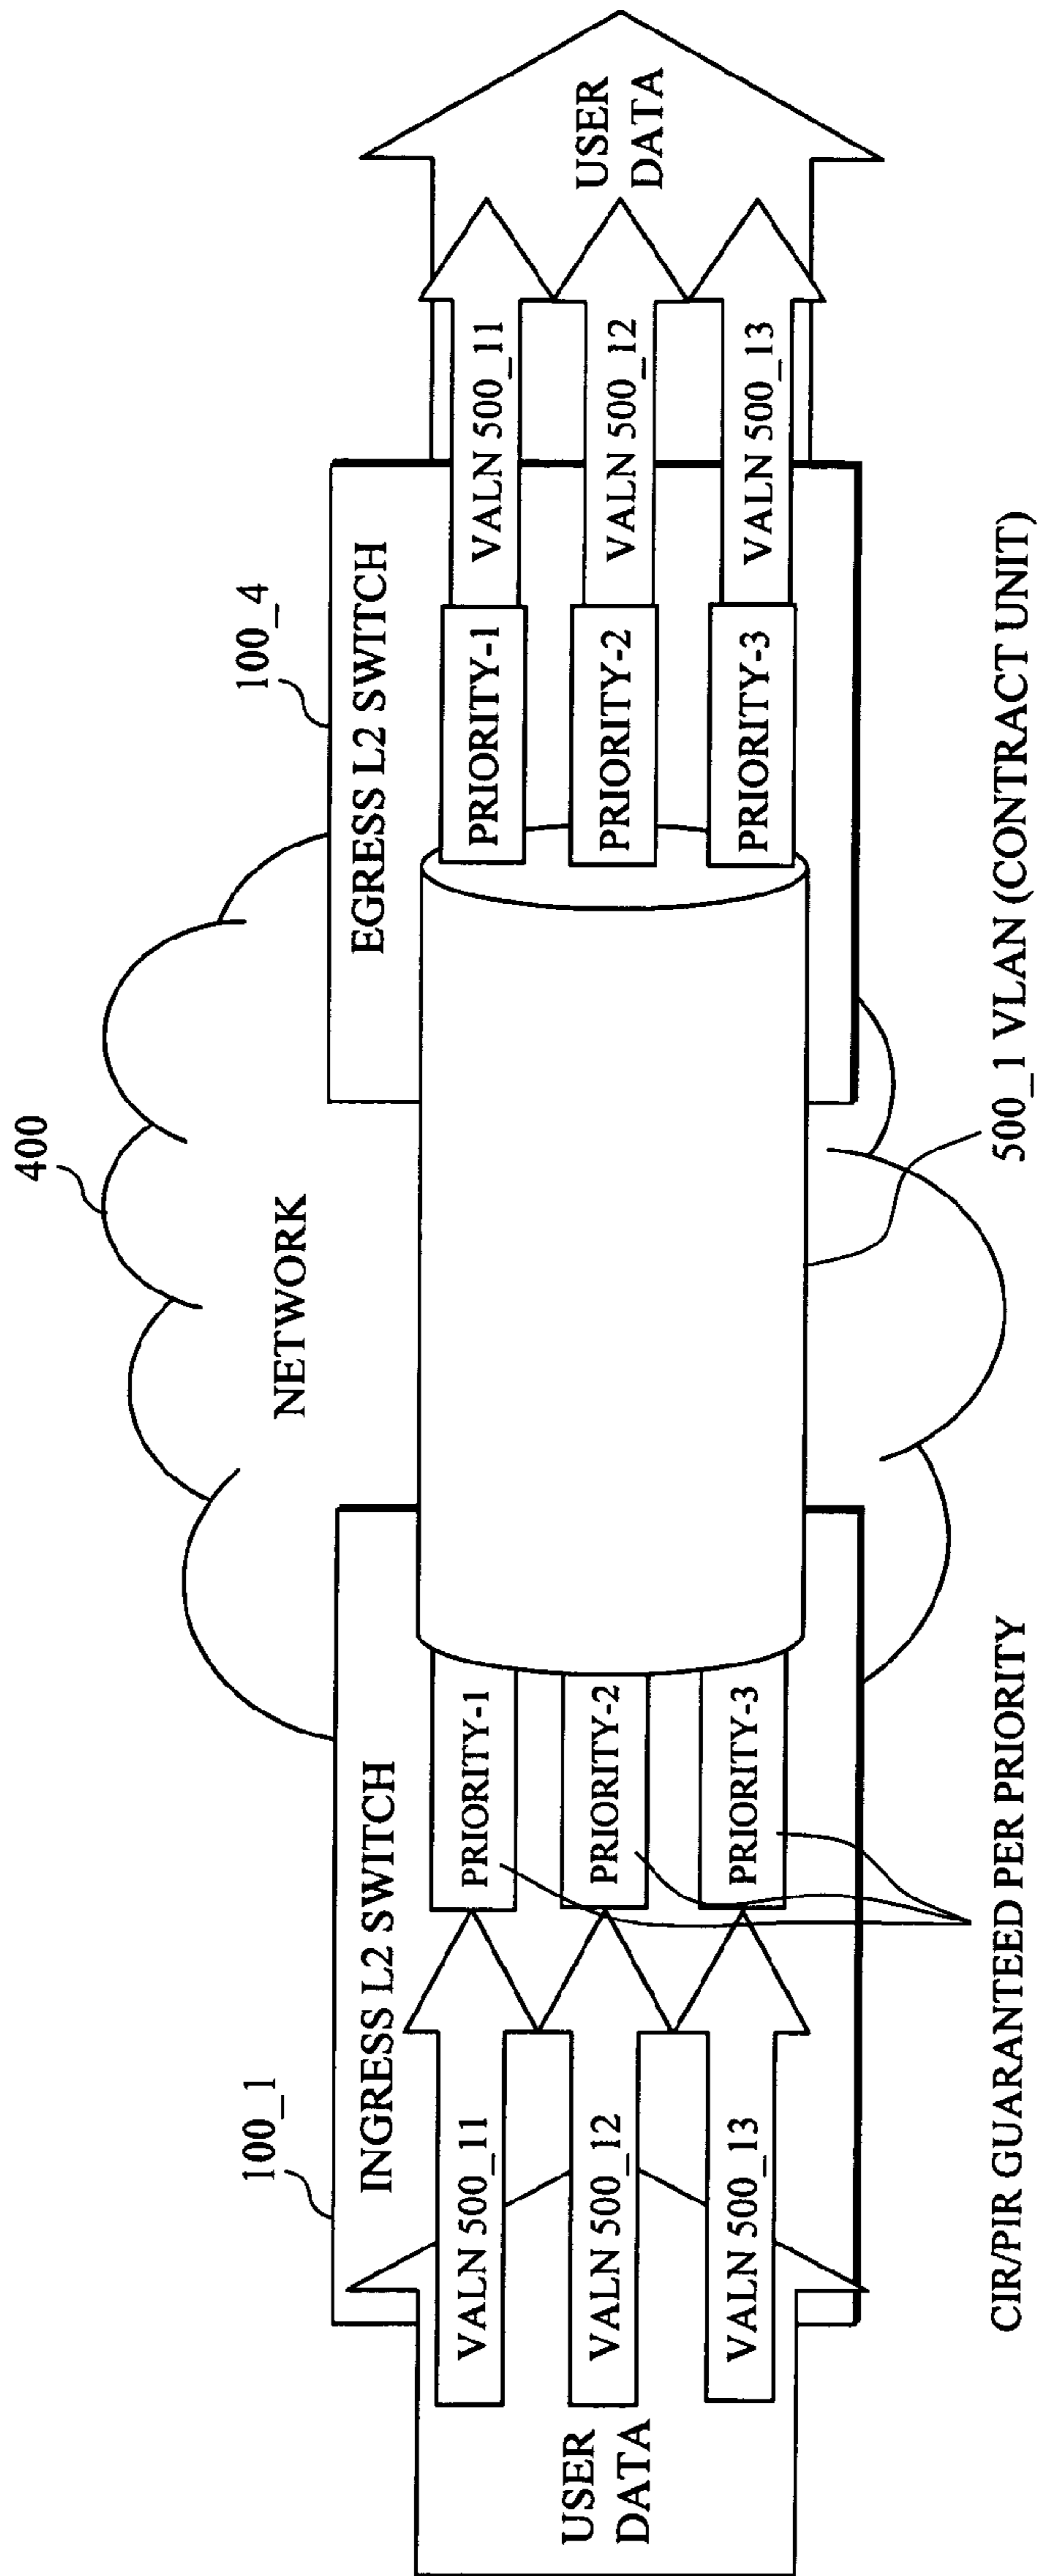 400
NETWORK
100_1
INGRESS L2 SWITCH
100_4
EGRESS L2 SWITCH
USER
DATA
VALN 500_11
VALN 500_12
VALN 500_13
PRIORITY-1
PRIORITY-2
PRIORITY-3
PRIORITY-1
PRIORITY-2
PRIORITY-3
VALN 500_11
VALN 500_12
VALN 500_13
USER
DATA
CIR/PIR GUARANTEED PER PRIORITY
500_1 VLAN (CONTRACT UNIT)